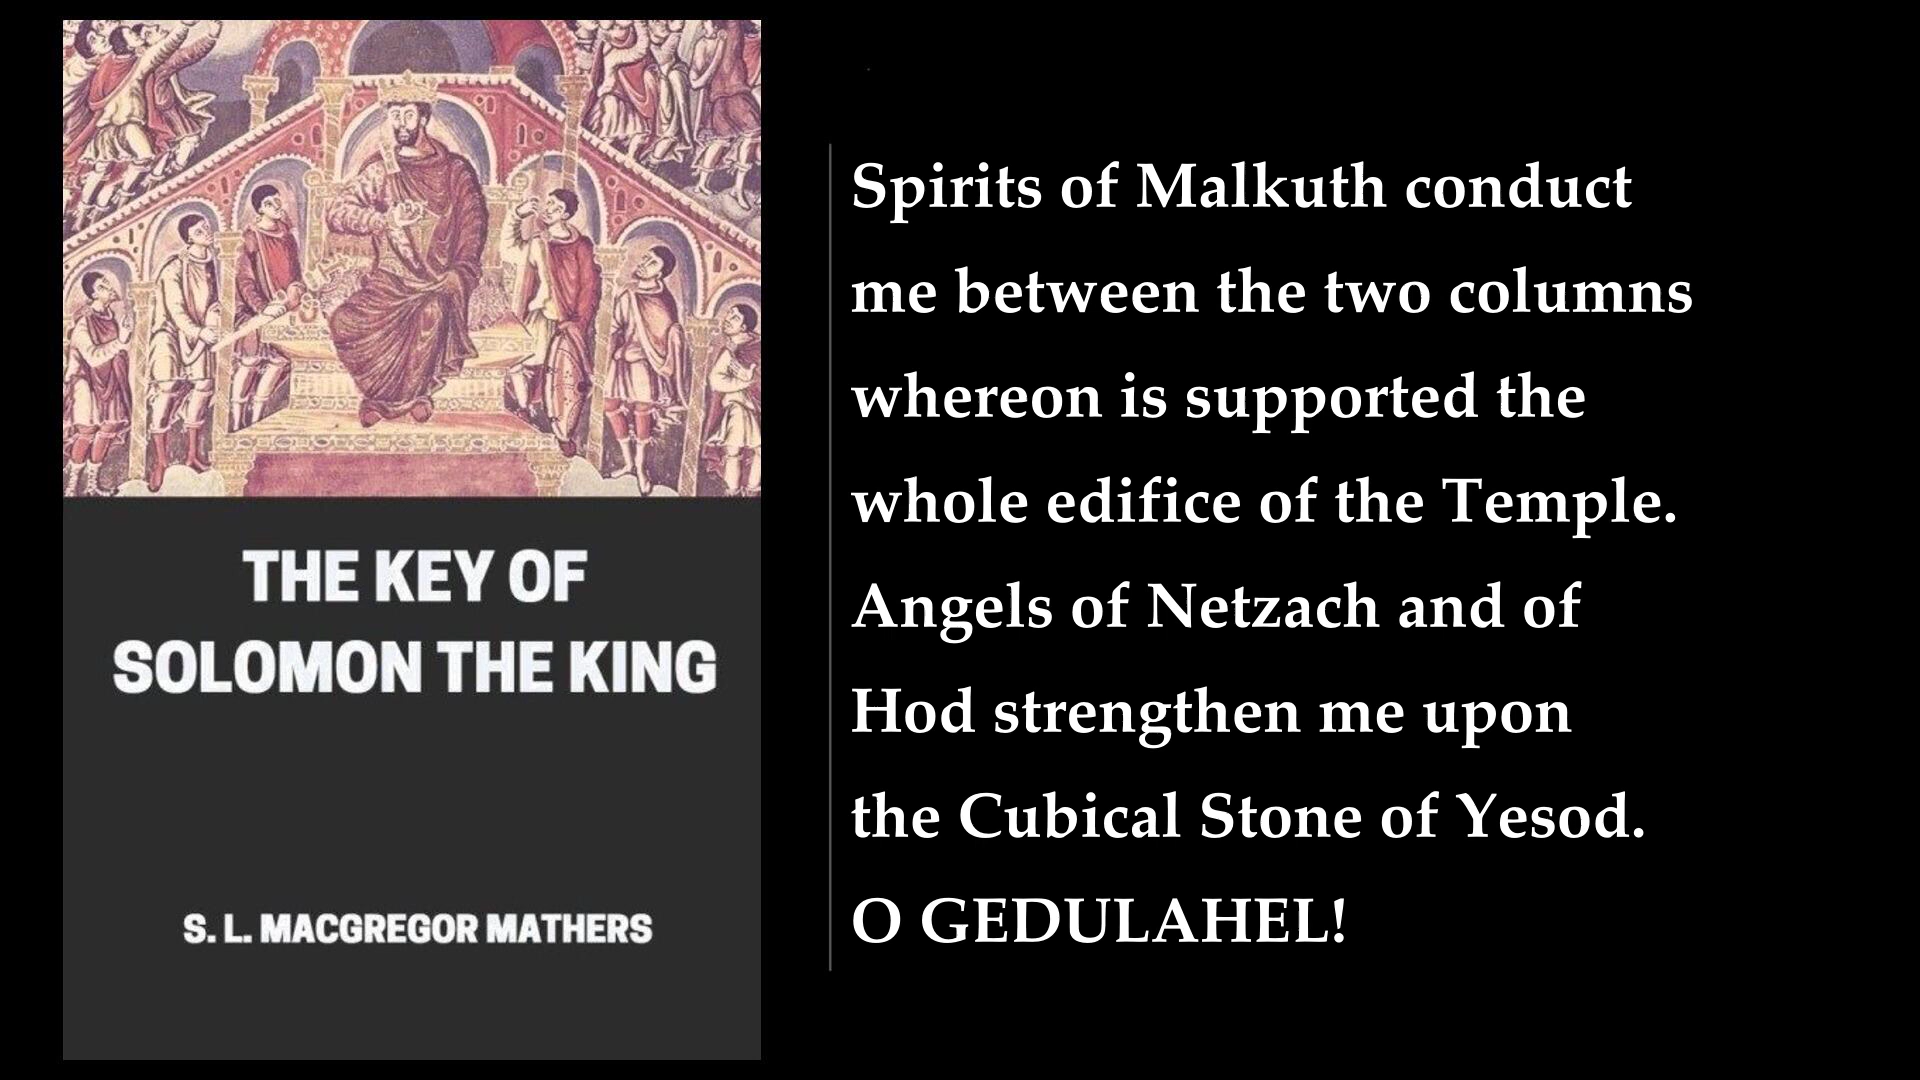 THE KEY OF
SOLOMON THE KING
S. L. MACGREGOR MATHERS
Spirits of Malkuth conduct
me between the two columns
whereon is supported the
whole edifice of the Temple.
Angels of Netzach and of
Hod strengthen me upon
the Cubical Stone of Yesod.
O GEDULAHEL!